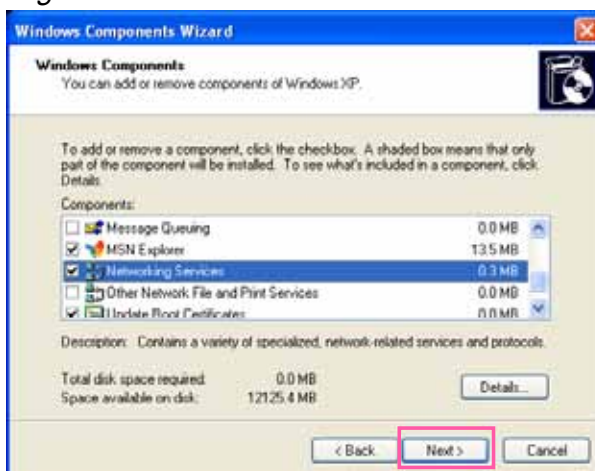 Windows Components Wizard
Windows Components
You can add or remove components of Windows XP.
To add or remove a component, click the checkbox. A shaded box means that only
part of the component will be installed. To see what's included in a component, click
Details.
Components:
Message Queuing 0.0 MB
MSN Explorer 13.5 MB
Networking Services 0.3 MB
Other Network File and Print Services 0.0 MB
Update Root Certificates 0.0 MB
Description: Contains a variety of specialized, network-related services and protocols.
Total disk space required: 0.0 MB
Space available on disk: 12125.4 MB
Details...
< Back Next > Cancel